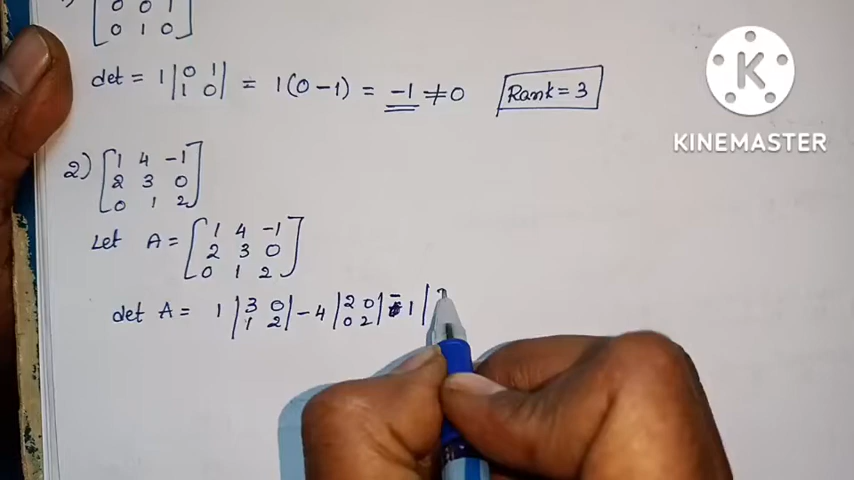 0 0 1
0 1 0
det = 1 |0 1| = 1(0-1) = -1 ≠ 0 Rank = 3
1 0
K
KINEMASTER
2) 1 4 -1
2 3 0
0 1 2
Let A = 1 4 -1
2 3 0
0 1 2
det A = 1 |3 0| - 4 |2 0| - 1 |
1 2 0 2